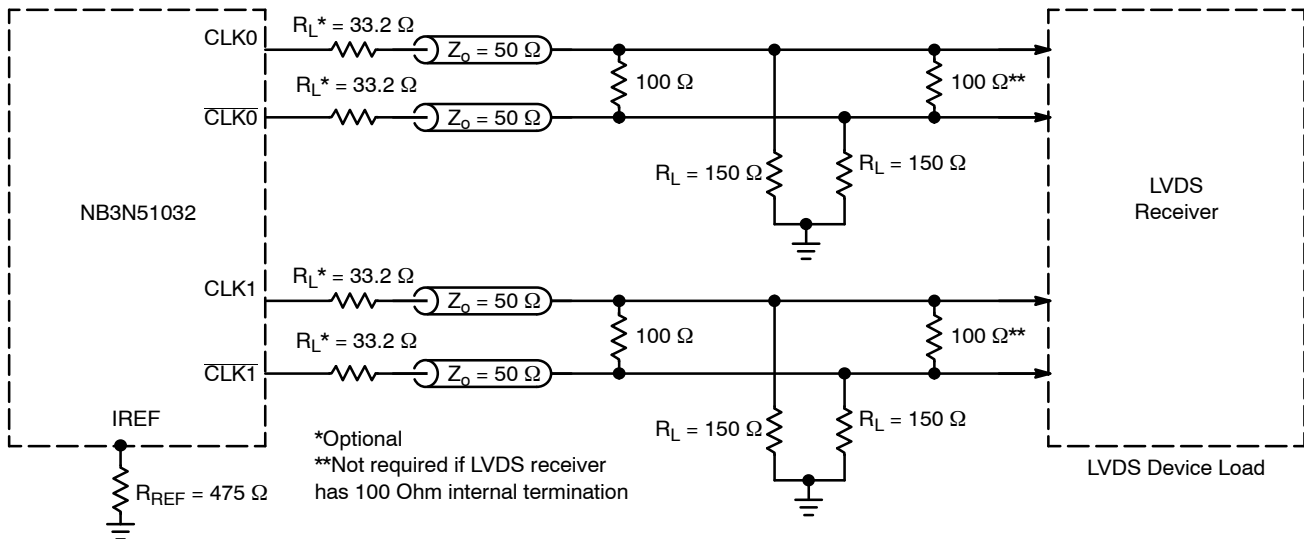 R_L* = 33.2 Ω
CLK0
Z_o = 50 Ω
100 Ω
100 Ω**
R_L* = 33.2 Ω
C̅L̅K̅0̅
Z_o = 50 Ω
R_L = 150 Ω
R_L = 150 Ω
NB3N51032
LVDS
Receiver
R_L* = 33.2 Ω
CLK1
Z_o = 50 Ω
100 Ω
100 Ω**
R_L* = 33.2 Ω
C̅L̅K̅1̅
Z_o = 50 Ω
IREF
R_L = 150 Ω
R_L = 150 Ω
*Optional
**Not required if LVDS receiver
has 100 Ohm internal termination
LVDS Device Load
R_REF = 475 Ω